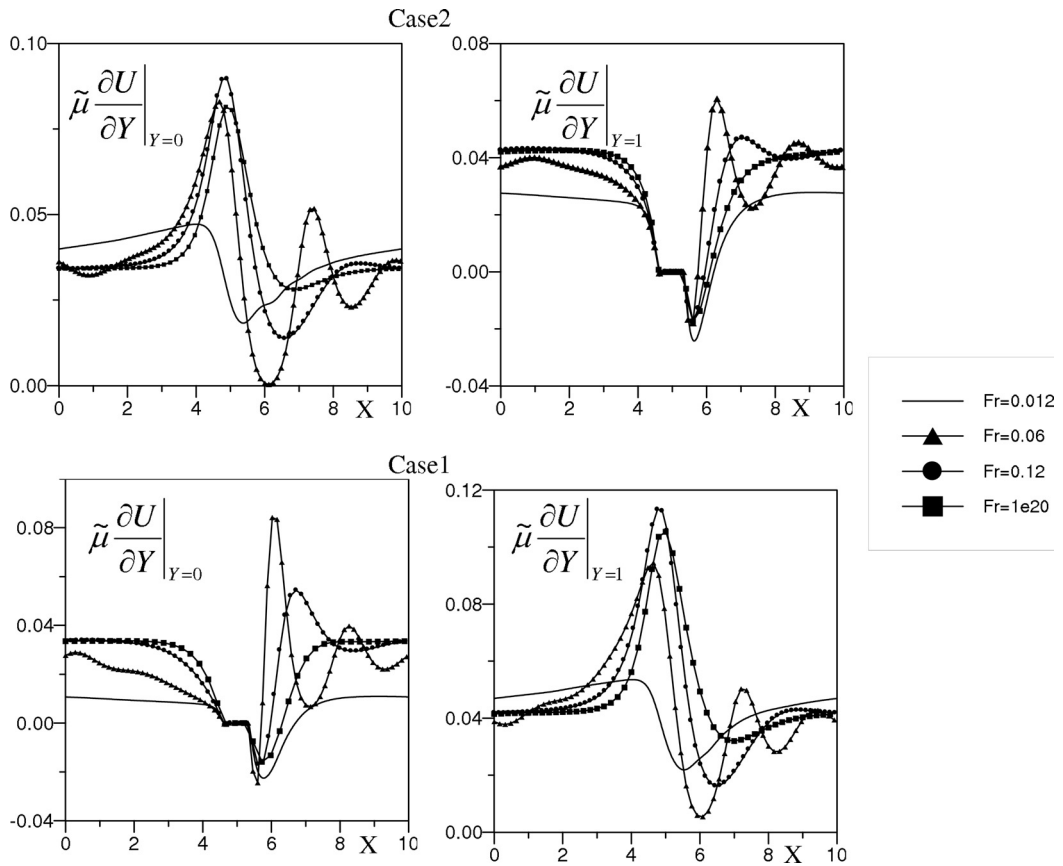 Case2
0.10
0.05
0.00
0 2 4 6 8 10
X
μ̃ ∂U/∂Y|Y=0
0.08
0.04
0.00
-0.04
0 2 4 6 8 10
X
μ̃ ∂U/∂Y|Y=1
Case1
0.08
0.04
0.00
-0.04
0 2 4 6 8 10
X
μ̃ ∂U/∂Y|Y=0
0.12
0.08
0.04
0.00
0 2 4 6 8 10
X
μ̃ ∂U/∂Y|Y=1
Fr=0.012
Fr=0.06
Fr=0.12
Fr=1e20